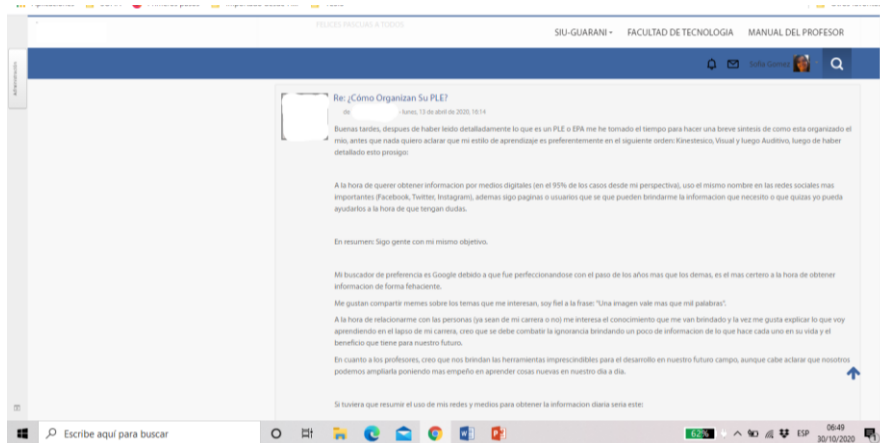 FELICES PASCUAS A TODOS
SIU-GUARANI FACULTAD DE TECNOLOGIA MANUAL DEL PROFESOR
Sofia Gomez
Administración
Re: ¿Cómo Organizan Su PLE?
de - lunes, 13 de abril de 2020, 16:14
Buenas tardes, despues de haber leido detalladamente lo que es un PLE o EPA me he tomado el tiempo para hacer una breve sintesis de como esta organizado el
mio, antes que nada quiero aclarar que mi estilo de aprendizaje es preferentemente en el siguiente orden: Kinestesico, Visual y luego Auditivo, luego de haber
detallado esto prosigo:
A la hora de querer obtener informacion por medios digitales (en el 95% de los casos desde mi perspectiva), uso el mismo nombre en las redes sociales mas
importantes (Facebook, Twitter, Instagram), ademas sigo paginas o usuarios que se que pueden brindarme la informacion que necesito o que quizas yo pueda
ayudarlos a la hora de que tengan dudas.
En resumen: Sigo gente con mi mismo objetivo.
Mi buscador de preferencia es Google debido a que fue perfeccionandose con el paso de los años mas que los demas, es el mas certero a la hora de obtener
informacion de forma fehaciente.
Me gustan compartir memes sobre los temas que me interesan, soy fiel a la frase: "Una imagen vale mas que mil palabras".
A la hora de relacionarme con las personas (ya sean de mi carrera o no) me interesa el conocimiento que me van brindado y la vez me gusta explicar lo que voy
aprendiendo en el lapso de mi carrera, creo que se debe combatir la ignorancia brindando un poco de informacion de lo que hace cada uno en su vida y el
beneficio que tiene para nuestro futuro.
En cuanto a los profesores, creo que nos brindan las herramientas imprescindibles para el desarrollo en nuestro futuro campo, aunque cabe aclarar que nosotros
podemos ampliarla poniendo mas empeño en aprender cosas nuevas en nuestro dia a dia.
Si tuviera que resumir el uso de mis redes y medios para obtener la informacion diaria seria este:
Escribe aquí para buscar
62% ESP 06:49
30/10/2020